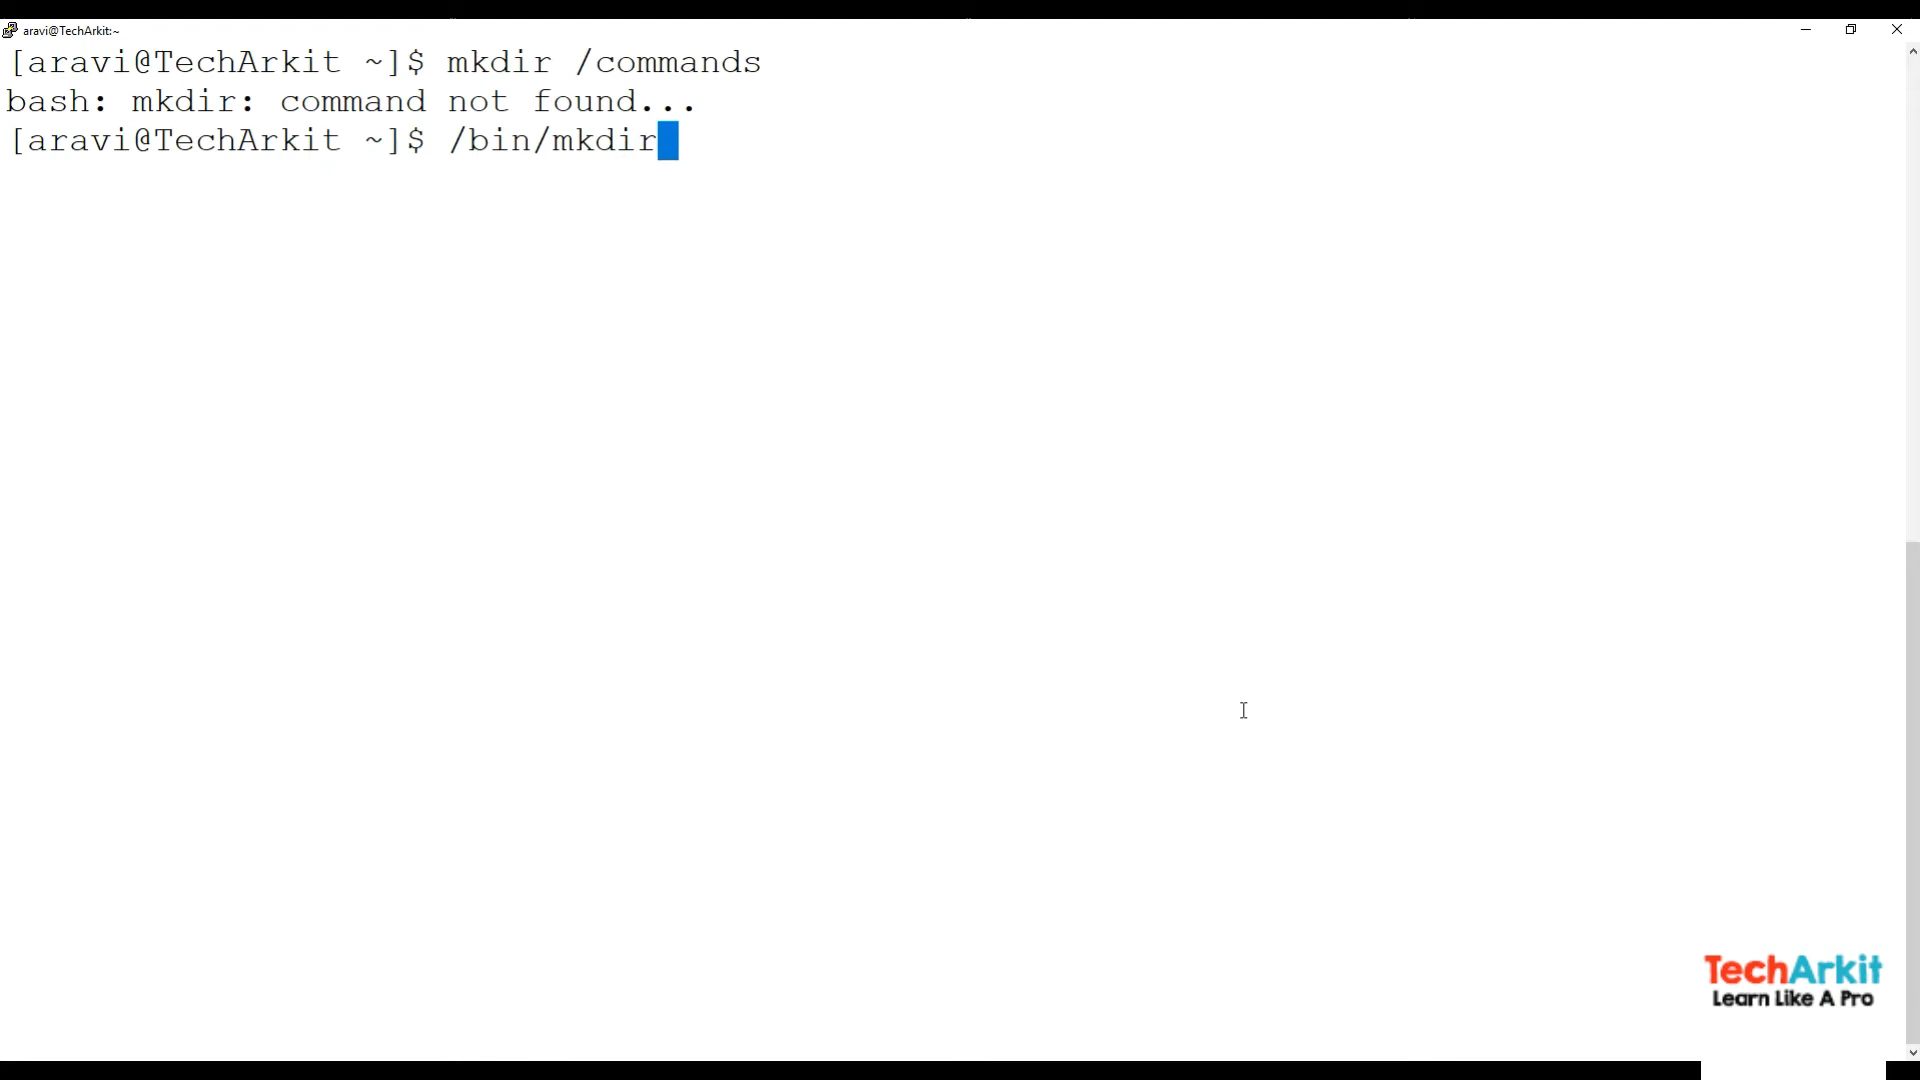 aravi@TechArkit:~
[aravi@TechArkit ~]$ mkdir /commands
bash: mkdir: command not found...
[aravi@TechArkit ~]$ /bin/mkdir
TechArkit
Learn Like A Pro